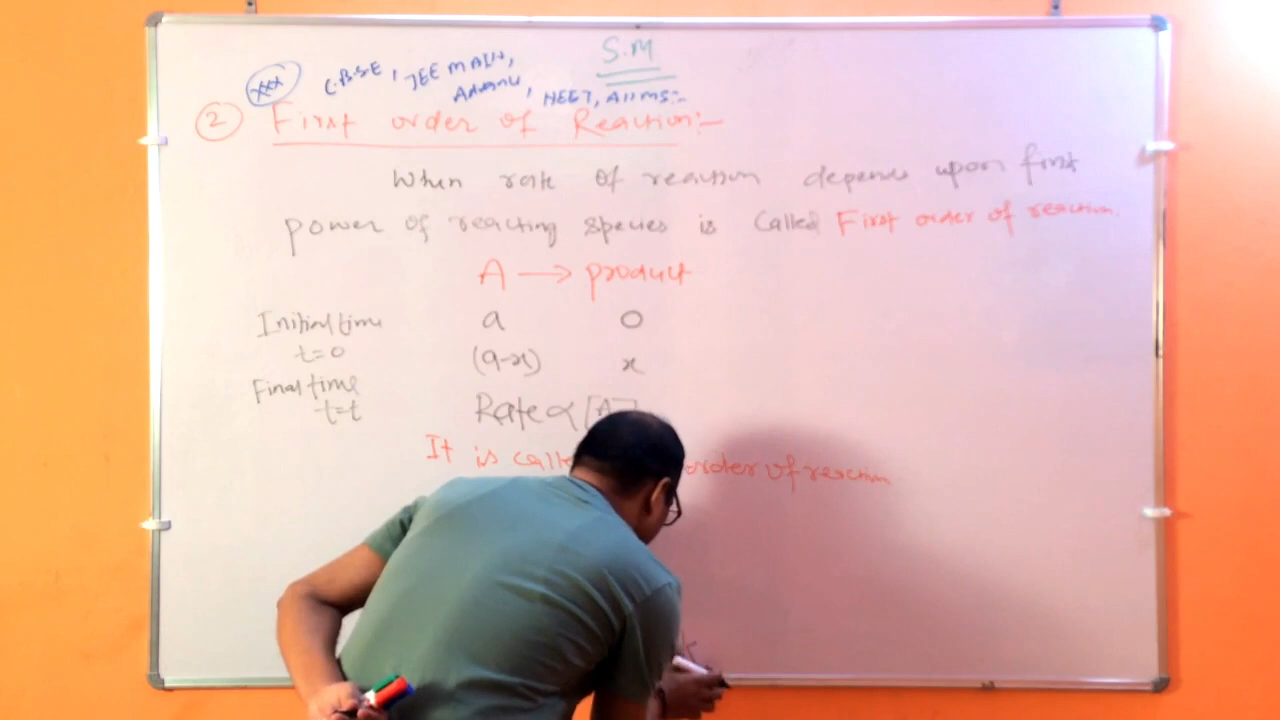 S.M
xxx CBSE, JEE MAIN,
Advance, NEET, AIIMS:-
2 First order of Reaction:-
When rate of reaction depends upon first
power of reacting species is called First order of reaction.
A → product
Initial time a 0
t=0
(a-x) x
Final time
t=t
Rate ∝ [A]
It is order of reaction